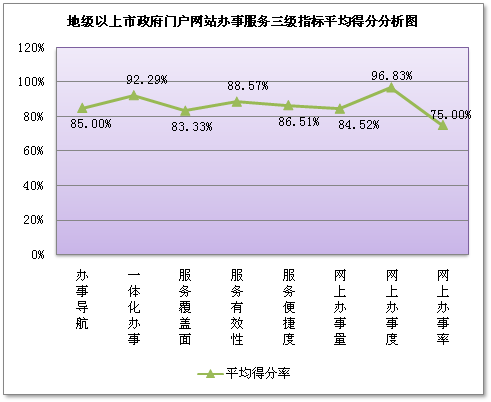 地级以上市政府门户网站办事服务三级指标平均得分分析图
120%
100%
80%
60%
40%
20%
0%
85.00%
92.29%
83.33%
88.57%
86.51%
84.52%
96.83%
75.00%
办事导航
一体化办事
服务覆盖面
服务有效性
服务便捷度
网上办事量
网上办事度
网上办事率
平均得分率